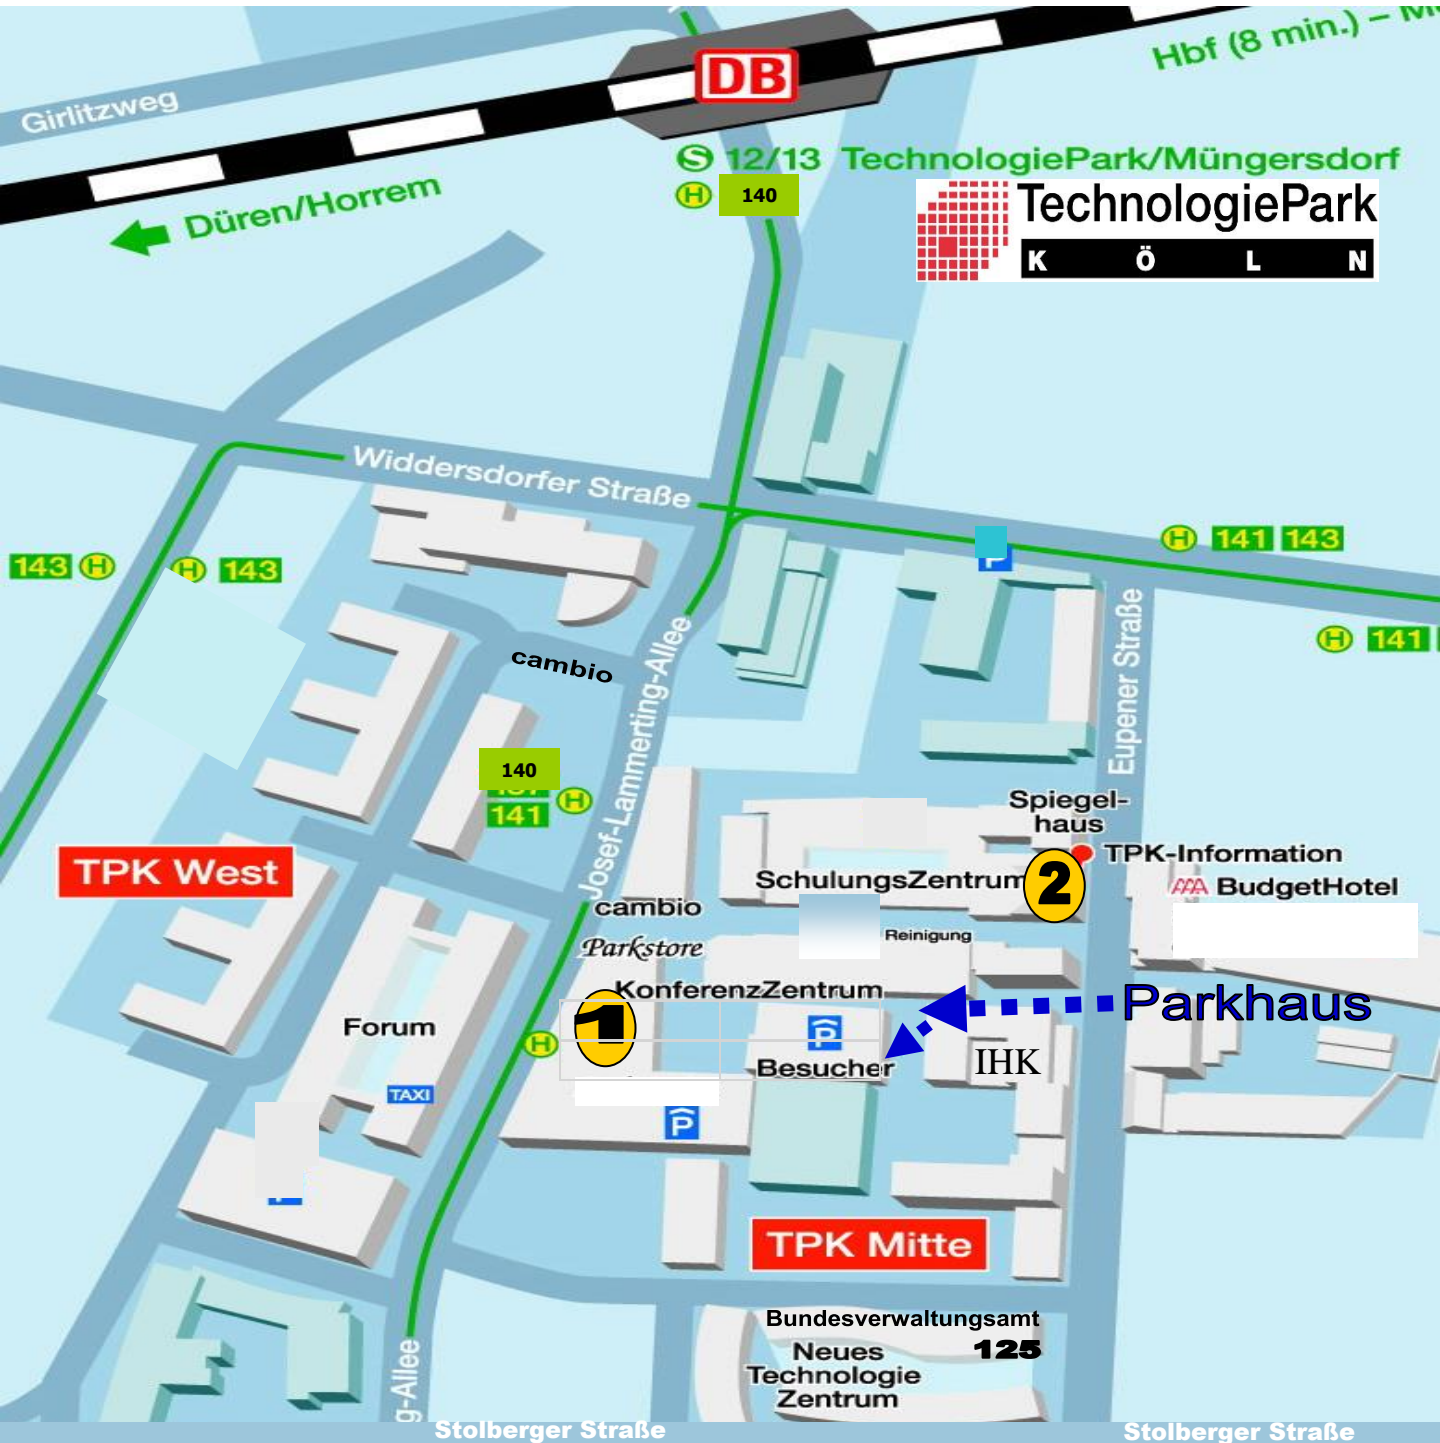 Hbf (8 min.) –
DB
Girlitzweg
S 12/13 TechnologiePark/Müngersdorf
H 140
Düren/Horrem
TechnologiePark
K Ö L N
Widdersdorfer Straße
143 H
H 143
H 141 143
P
H 141
Eupener Straße
cambio
Josef-Lammerting-Allee
140
141 H
Spiegel-
haus
TPK-Information
BudgetHotel
TPK West
SchulungsZentrum
2
cambio
Parkstore
Reinigung
KonferenzZentrum
Parkhaus
1
Forum
H
P
Besucher
IHK
TAXI
P
TPK Mitte
Bundesverwaltungsamt
125
Neues
Technologie
Zentrum
g-Allee
Stolberger Straße
Stolberger Straße